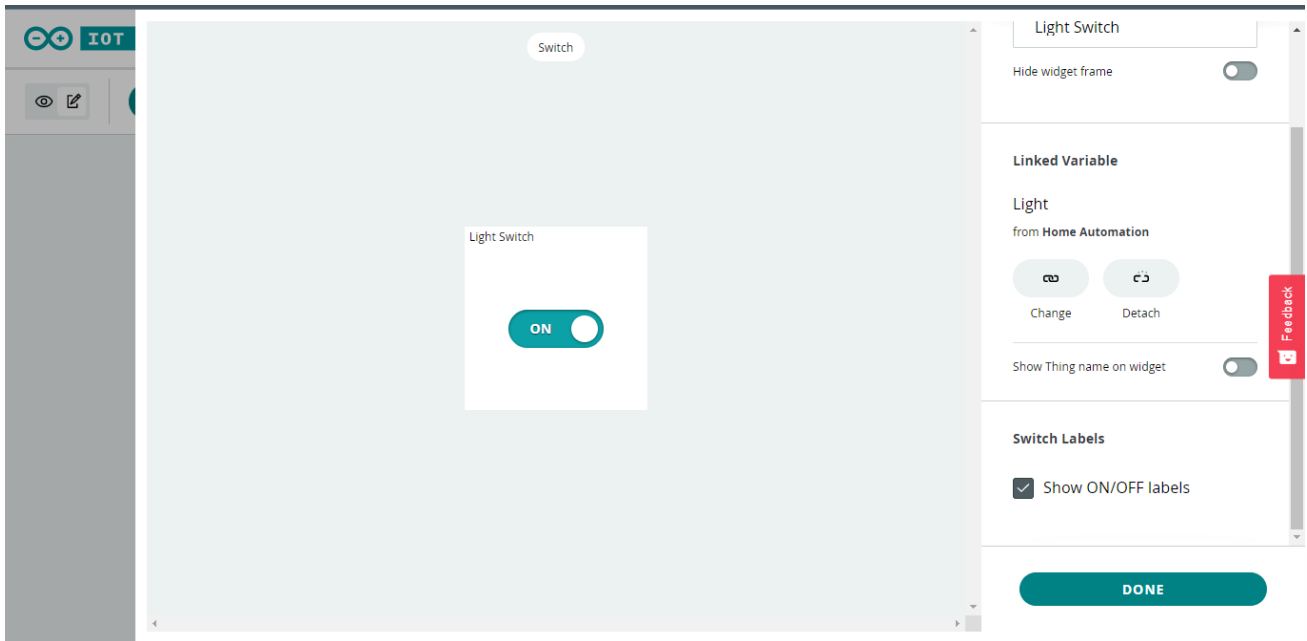 IOT
Switch
Light Switch
ON
Light Switch
Hide widget frame
Linked Variable
Light
from Home Automation
Change
Detach
Show Thing name on widget
Switch Labels
Show ON/OFF labels
DONE
Feedback